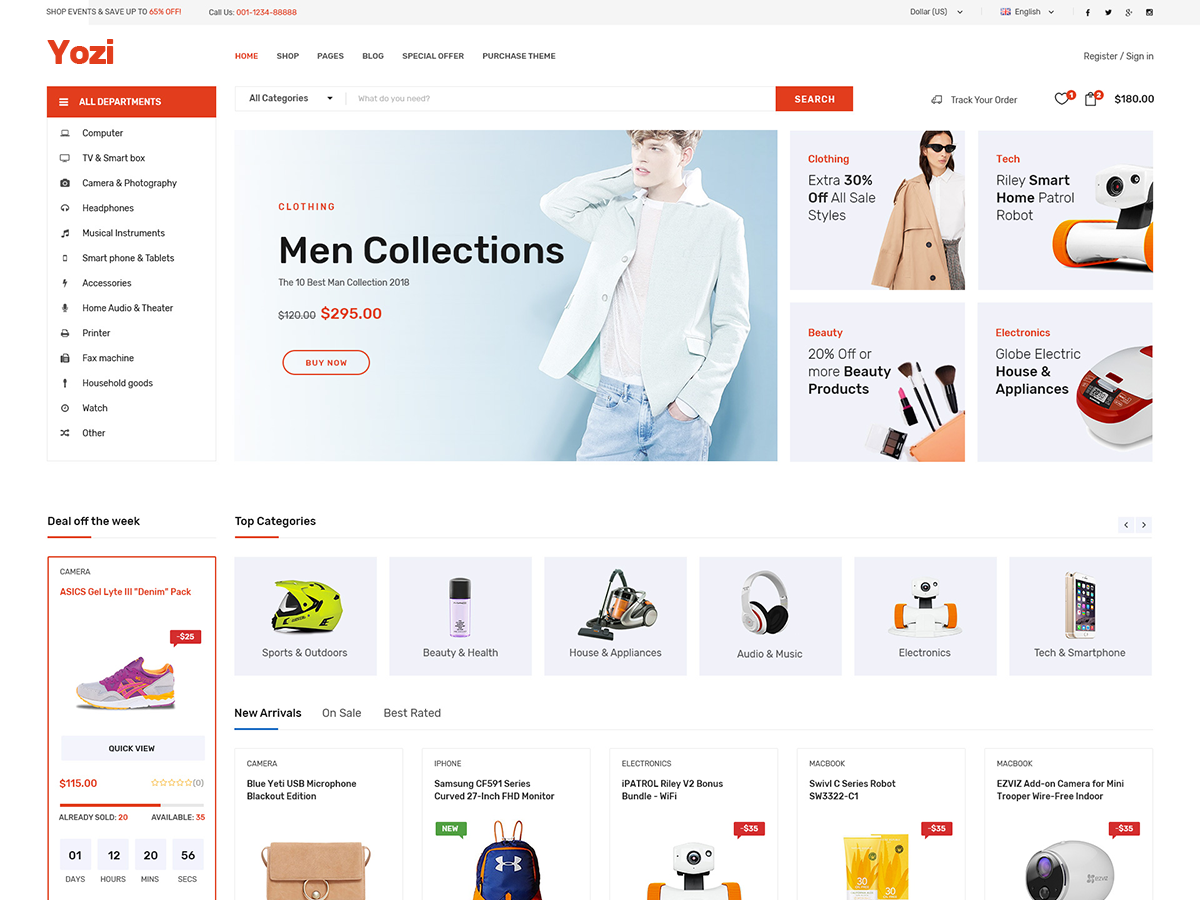 SHOP EVENTS & SAVE UP TO 65% OFF!
Call Us: 001-1234-88888
Dollar (US)
English
Yozi
HOME
SHOP
PAGES
BLOG
SPECIAL OFFER
PURCHASE THEME
Register / Sign in
ALL DEPARTMENTS
All Categories
What do you need?
SEARCH
Track Your Order
1
2
$180.00
Computer
TV & Smart box
Camera & Photography
Headphones
Musical Instruments
Smart phone & Tablets
Accessories
Home Audio & Theater
Printer
Fax machine
Household goods
Watch
Other
CLOTHING
Men Collections
The 10 Best Man Collection 2018
$120.00 $295.00
BUY NOW
Clothing
Extra 30%
Off All Sale
Styles
Tech
Riley Smart
Home Patrol
Robot
Beauty
20% Off or
more Beauty
Products
Electronics
Globe Electric
House &
Appliances
Deal off the week
CAMERA
ASICS Gel Lyte III "Denim" Pack
-$25
QUICK VIEW
$115.00
(0)
ALREADY SOLD: 20
AVAILABLE: 35
01
12
20
56
DAYS
HOURS
MINS
SECS
Top Categories
Sports & Outdoors
Beauty & Health
House & Appliances
Audio & Music
Electronics
Tech & Smartphone
New Arrivals
On Sale
Best Rated
CAMERA
Blue Yeti USB Microphone
Blackout Edition
IPHONE
Samsung CF591 Series
Curved 27-Inch FHD Monitor
NEW
ELECTRONICS
iPATROL Riley V2 Bonus
Bundle - WiFi
-$35
MACBOOK
Swivl C Series Robot
SW3322-C1
-$35
30
30
MACBOOK
EZVIZ Add-on Camera for Mini
Trooper Wire-Free Indoor
-$35
EZVIZ